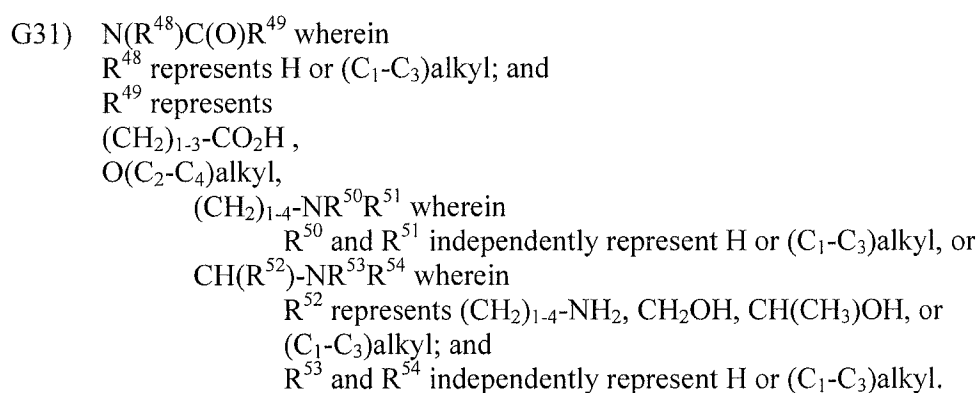 G31) N(R⁴⁸)C(O)R⁴⁹ wherein
R⁴⁸ represents H or (C₁-C₃)alkyl; and
R⁴⁹ represents
(CH₂)₁₋₃-CO₂H ,
O(C₂-C₄)alkyl,
(CH₂)₁₋₄-NR⁵⁰R⁵¹ wherein
R⁵⁰ and R⁵¹ independently represent H or (C₁-C₃)alkyl, or
CH(R⁵²)-NR⁵³R⁵⁴ wherein
R⁵² represents (CH₂)₁₋₄-NH₂, CH₂OH, CH(CH₃)OH, or
(C₁-C₃)alkyl; and
R⁵³ and R⁵⁴ independently represent H or (C₁-C₃)alkyl.